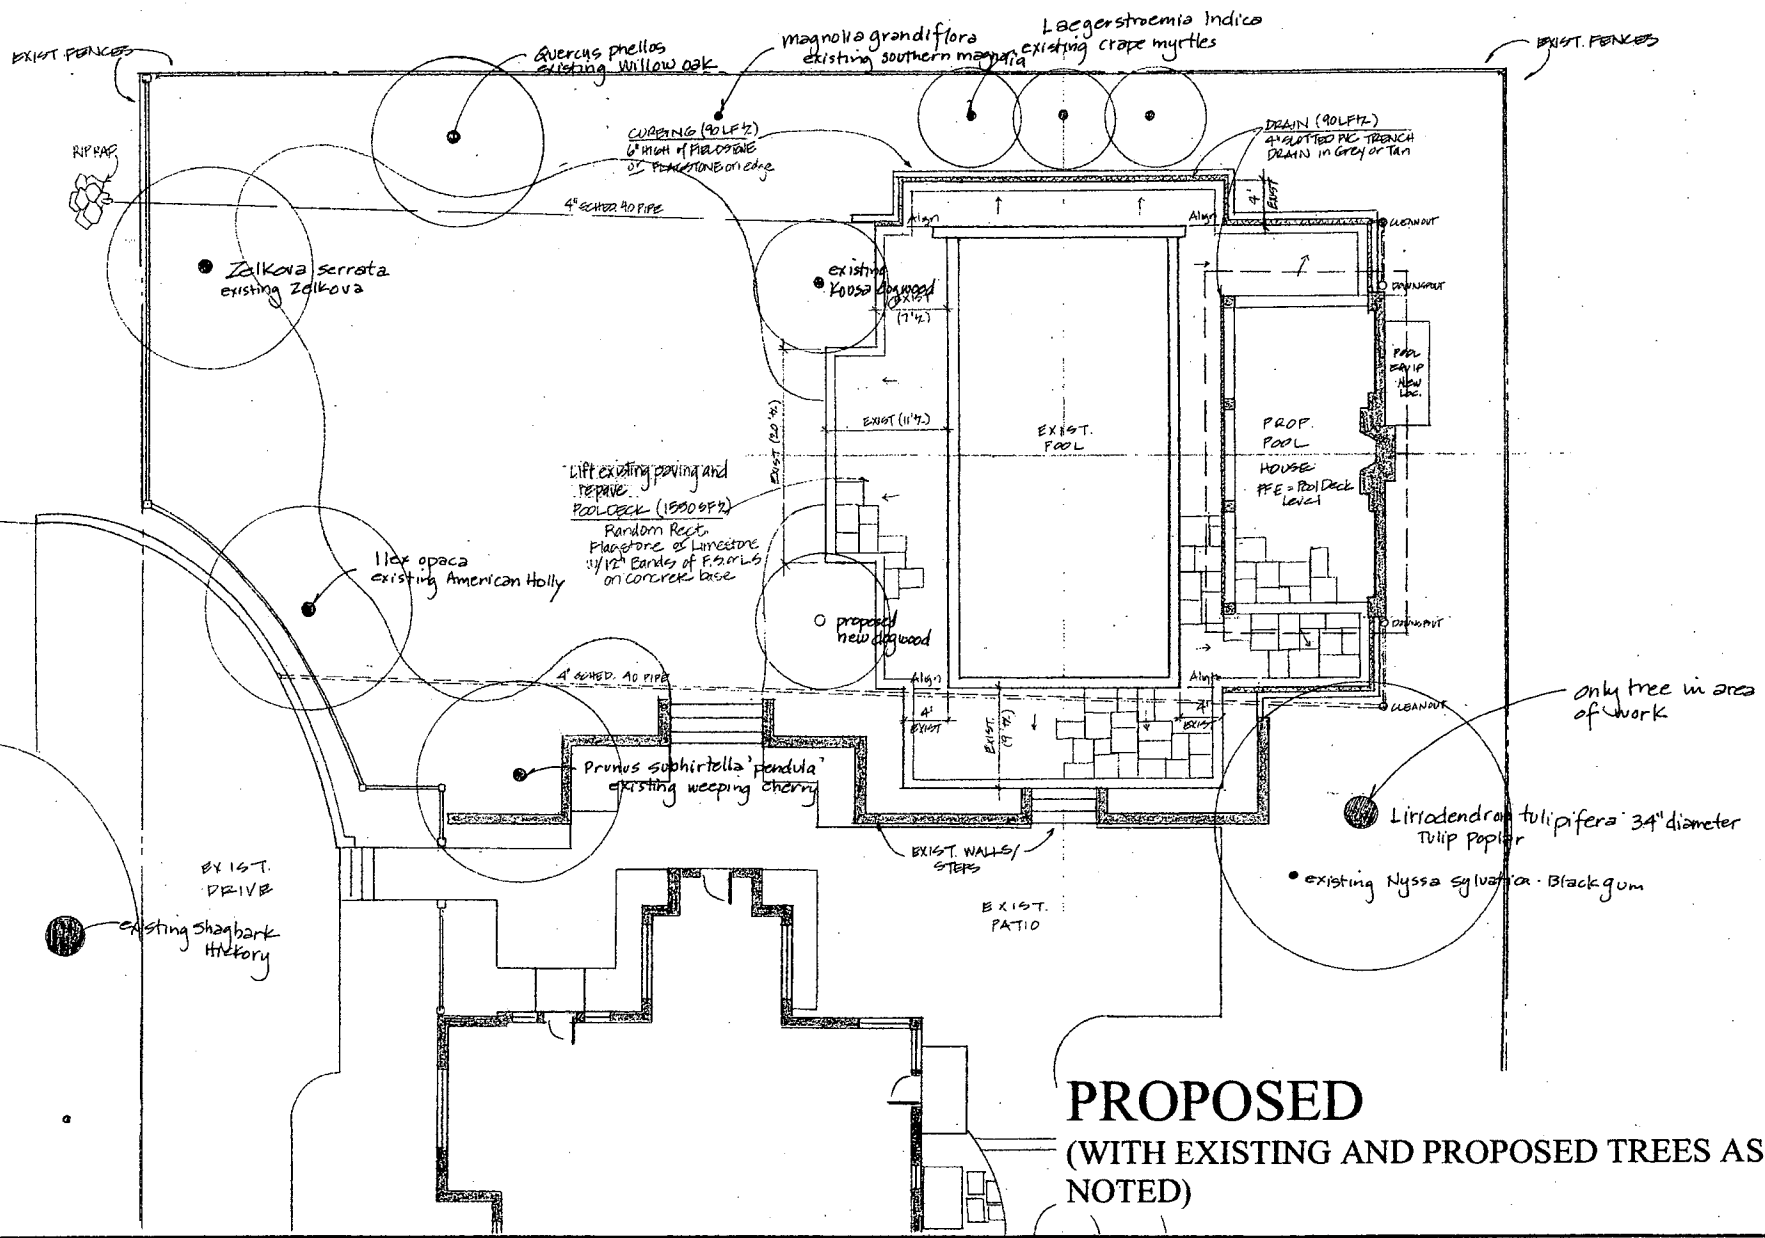 EXIST. FENCES
Quercus phellos
existing Willow oak
magnolia grandiflora
existing southern magnolia
Laegerstroemia Indica
existing crape myrtles
EXIST. FENCES
RIPRAP
CURBING (90 LF±)
6" HIGH of FIELDSTONE
or FLAGSTONE on edge
DRAIN (90 LF±)
4" SLOTTED PVC TRENCH
DRAIN in Grey or Tan
4" SCHED. 40 PIPE
Align
Align
4'
EXIST
CLEANOUT
Zelkova serrata
existing Zelkova
existing
Kousa dogwood
EXIST
(7'±)
DOWNSPOUT
POOL
EQUIP
NEW
LOC.
EXIST (20'±)
EXIST (11'±)
EXIST.
POOL
PROP.
POOL
HOUSE
FFE = Pool Deck
Level
Lift existing paving and
repave
POOL DECK (1550 SF±)
Random Rect.
Flagstone or Limestone
w/12" Bands of F.S. or L.S
on concrete base
Ilex opaca
existing American Holly
proposed
new dogwood
DOWNSPOUT
4" SCHED. 40 PIPE
Align
Align
4'
EXIST
EXIST.
(9'±)
4'
EXIST
CLEANOUT
only tree in area
of work
Prunus subhirtella 'pendula'
existing weeping cherry
Liriodendron tulipifera 34" diameter
Tulip Poplar
EXIST. WALLS/
STEPS
EXIST.
DRIVE
existing Nyssa sylvatica - Blackgum
EXIST.
PATIO
existing Shagbark
Hickory
PROPOSED
(WITH EXISTING AND PROPOSED TREES AS
NOTED)